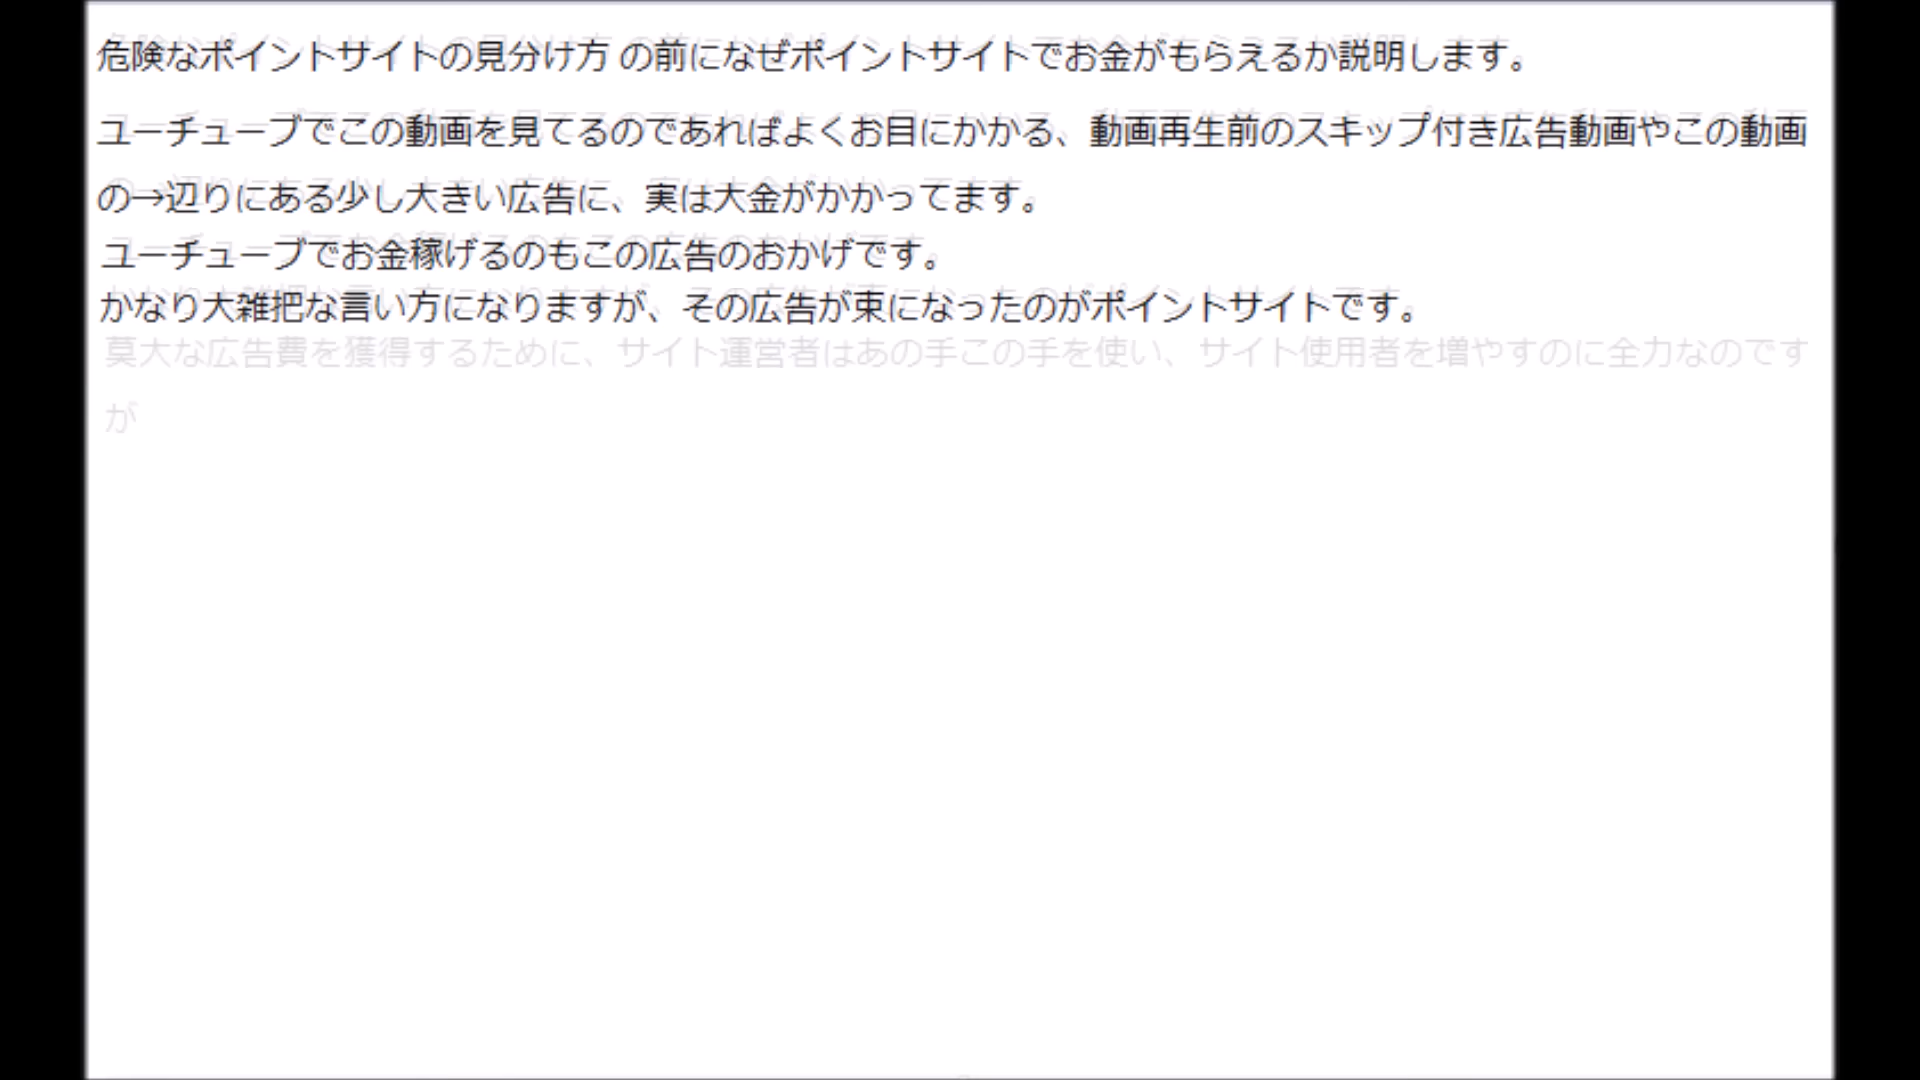 危険なポイントサイトの見分け方 の前になぜポイントサイトでお金がもらえるか説明します。
ユーチューブでこの動画を見てるのであればよくお目にかかる、動画再生前のスキップ付き広告動画やこの動画
の→辺りにある少し大きい広告に、実は大金がかかってます。
ユーチューブでお金稼げるのもこの広告のおかげです。
かなり大雑把な言い方になりますが、その広告が束になったのがポイントサイトです。
莫大な広告費を獲得するために、サイト運営者はあの手この手を使い、サイト使用者を増やすのに全力なのです
が